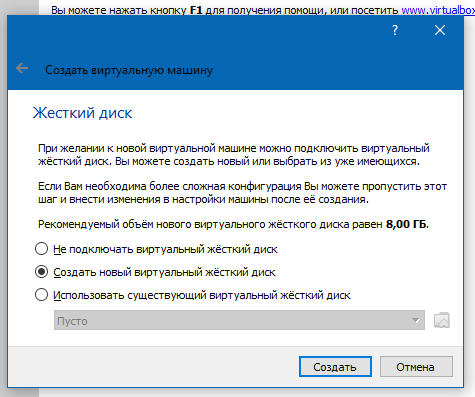 Вы можете нажать кнопку F1 для получения помощи, или посетить www.virtualbox
?
Создать виртуальную машину
Жесткий диск
При желании к новой виртуальной машине можно подключить виртуальный
жёсткий диск. Вы можете создать новый или выбрать из уже имеющихся.
Если Вам необходима более сложная конфигурация Вы можете пропустить этот
шаг и внести изменения в настройки машины после её создания.
Рекомендуемый объём нового виртуального жёсткого диска равен 8,00 ГБ.
Не подключать виртуальный жёсткий диск
Создать новый виртуальный жёсткий диск
Использовать существующий виртуальный жёсткий диск
Пусто
Создать
Отмена